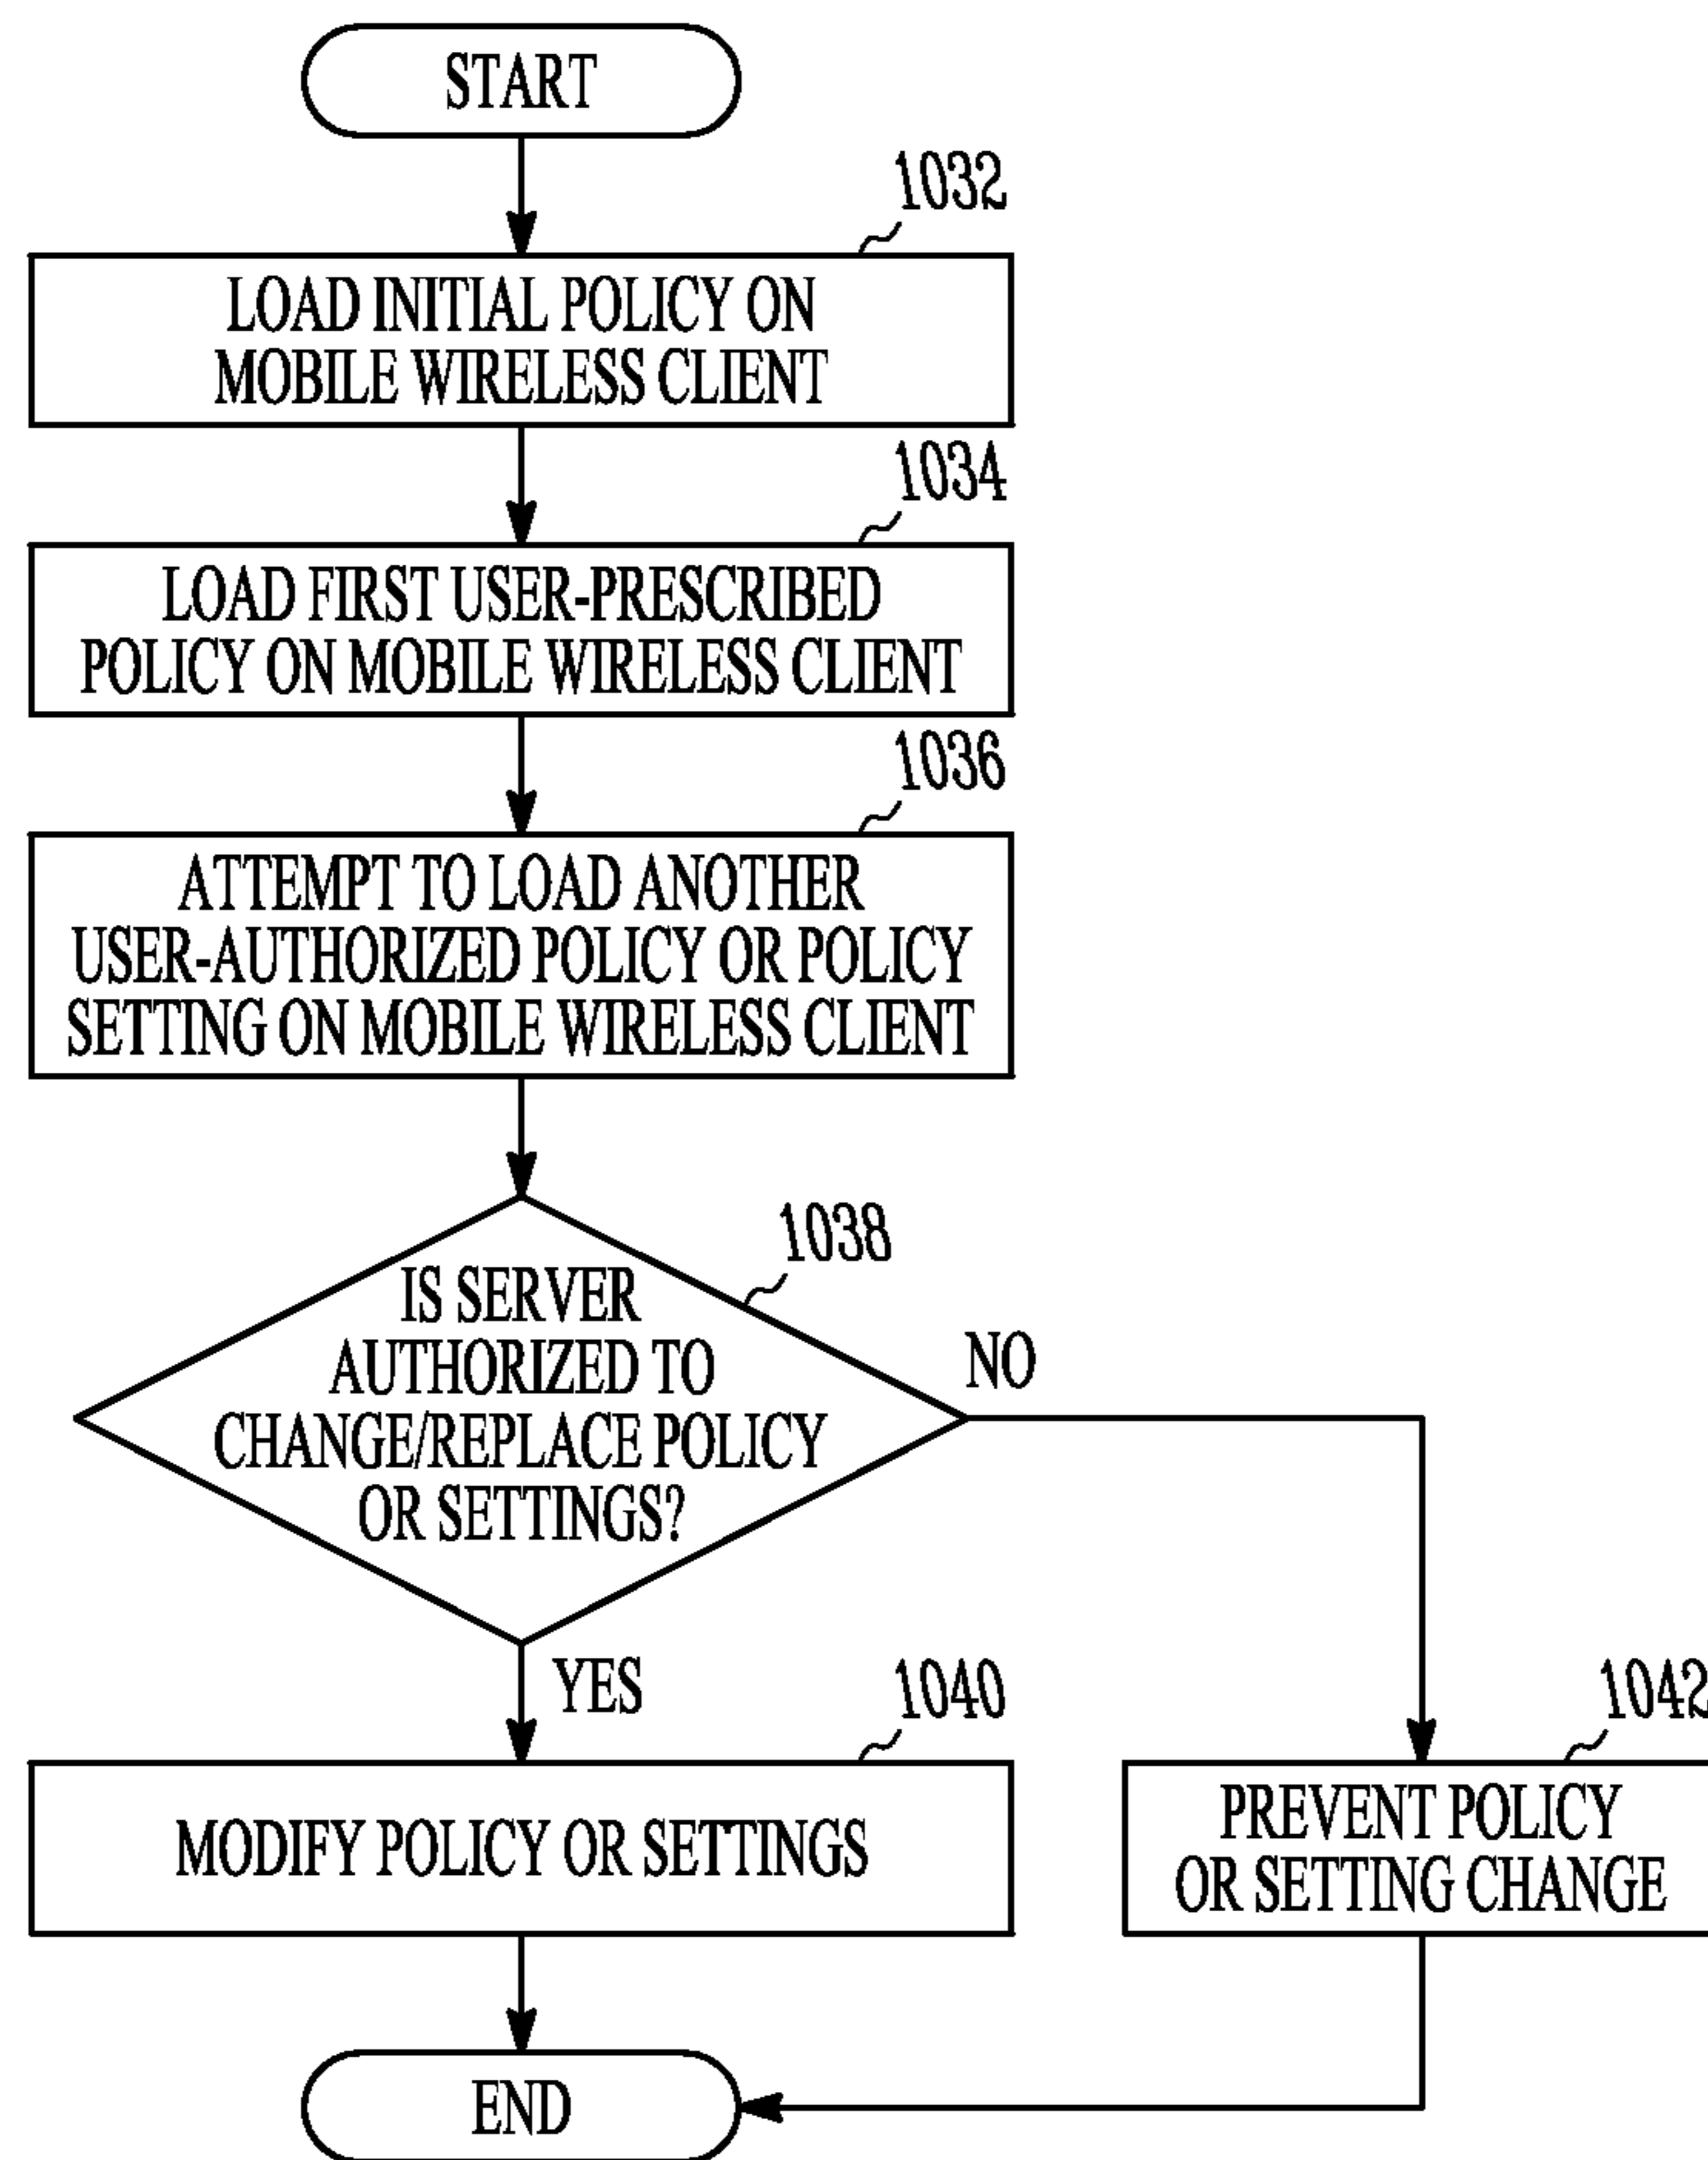 START
1032
LOAD INITIAL POLICY ON
MOBILE WIRELESS CLIENT
1034
LOAD FIRST USER-PRESCRIBED
POLICY ON MOBILE WIRELESS CLIENT
1036
ATTEMPT TO LOAD ANOTHER
USER-AUTHORIZED POLICY OR POLICY
SETTING ON MOBILE WIRELESS CLIENT
1038
IS SERVER
AUTHORIZED TO
CHANGE/REPLACE POLICY
OR SETTINGS?
NO
YES
1040
MODIFY POLICY OR SETTINGS
1042
PREVENT POLICY
OR SETTING CHANGE
END